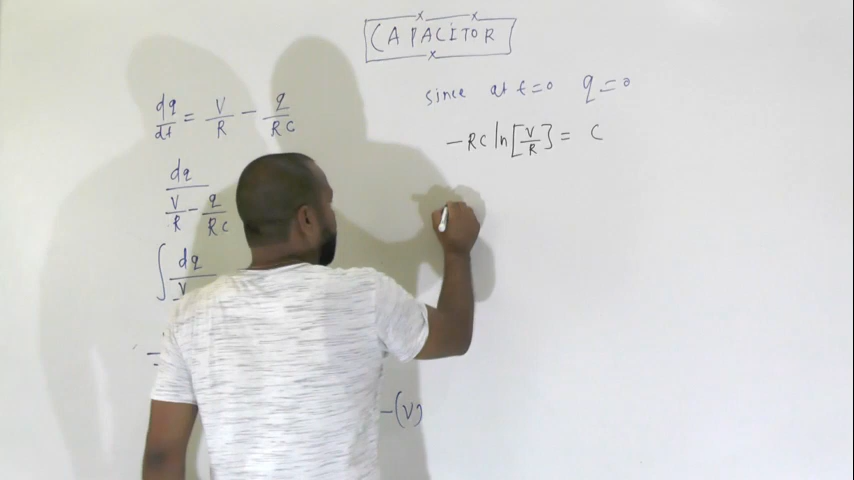 CAPACITOR
dq/dt = V/R - q/RC
dq
V/R - q/RC
∫ dq
V
-(V)
since at t=0 q=0
-RC ln[V/R] = C